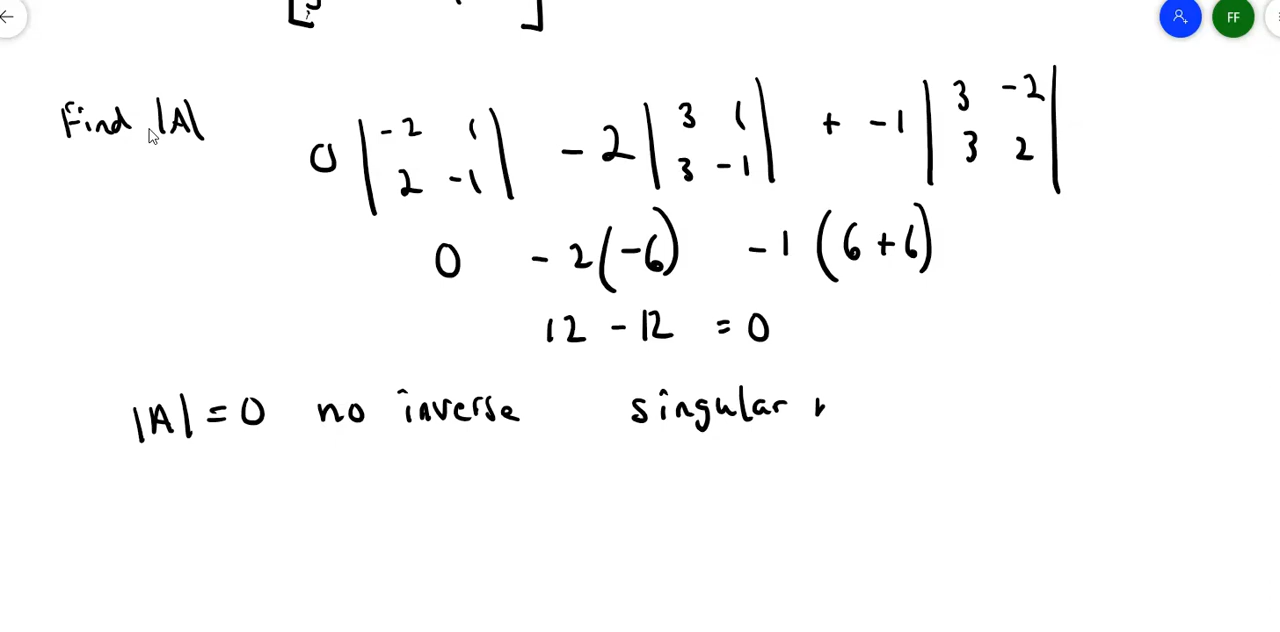 FF
Find |A|
0 |-2 1| - 2 |3 1| + -1 |3 -2|
|2 -1| |3 -1| |3 2|
0 - 2(-6) - 1 (6 + 6)
12 - 12 = 0
|A| = 0 no inverse singular